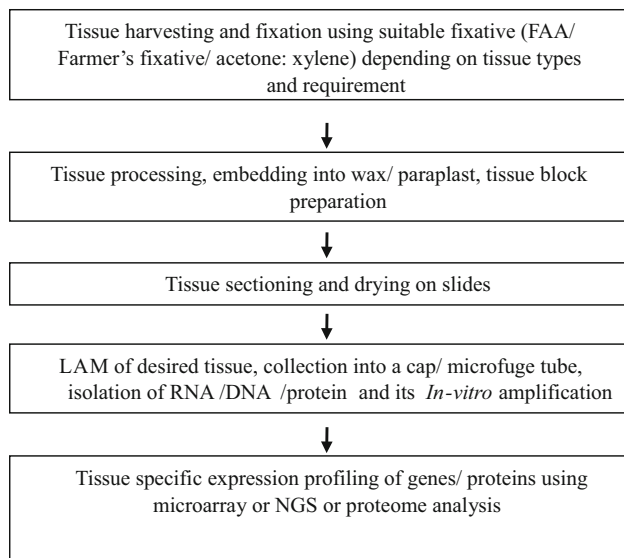 Tissue harvesting and fixation using suitable fixative (FAA/
Farmer's fixative/ acetone: xylene) depending on tissue types
and requirement
Tissue processing, embedding into wax/ paraplast, tissue block
preparation
Tissue sectioning and drying on slides
LAM of desired tissue, collection into a cap/ microfuge tube,
isolation of RNA /DNA /protein and its In-vitro amplification
Tissue specific expression profiling of genes/ proteins using
microarray or NGS or proteome analysis